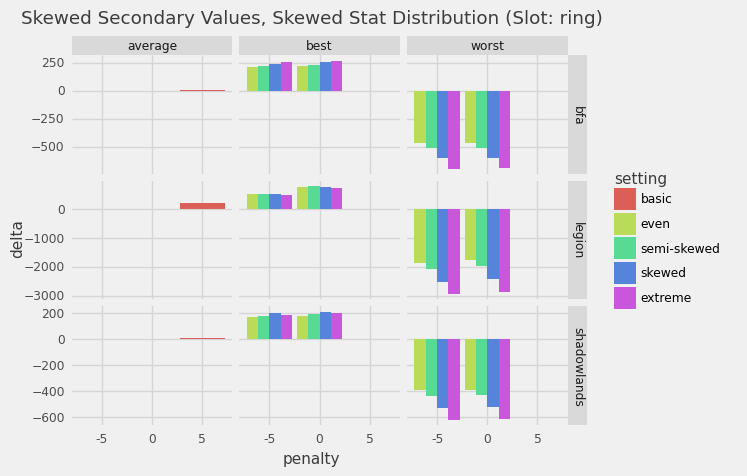 Skewed Secondary Values, Skewed Stat Distribution (Slot: ring)
average best worst
250
0
−250
−500
bfa
0
−1000
−2000
−3000
legion
200
0
−200
−400
−600
shadowlands
-5 0 5 -5 0 5 -5 0 5
penalty
delta
setting
basic
even
semi-skewed
skewed
extreme